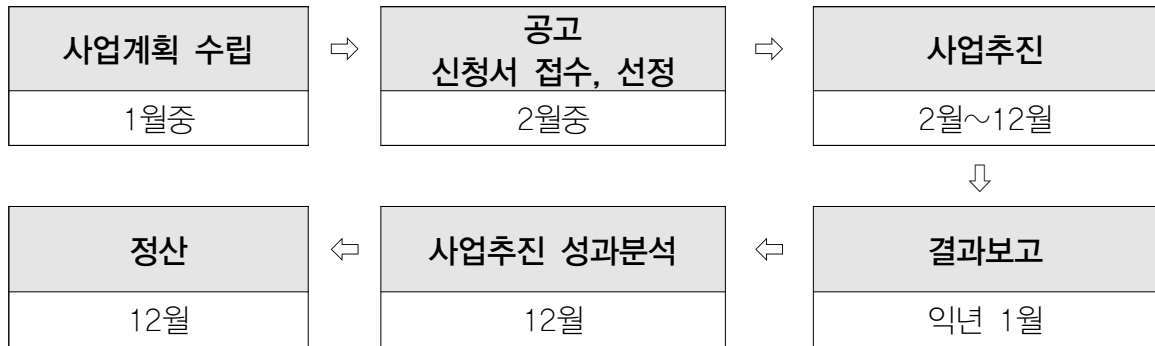 사업계획 수립
⇨
공고
신청서 접수, 선정
⇨
사업추진
1월중
2월중
2월～12월
⇩
정산
⇦
사업추진 성과분석
⇦
결과보고
12월
12월
익년 1월